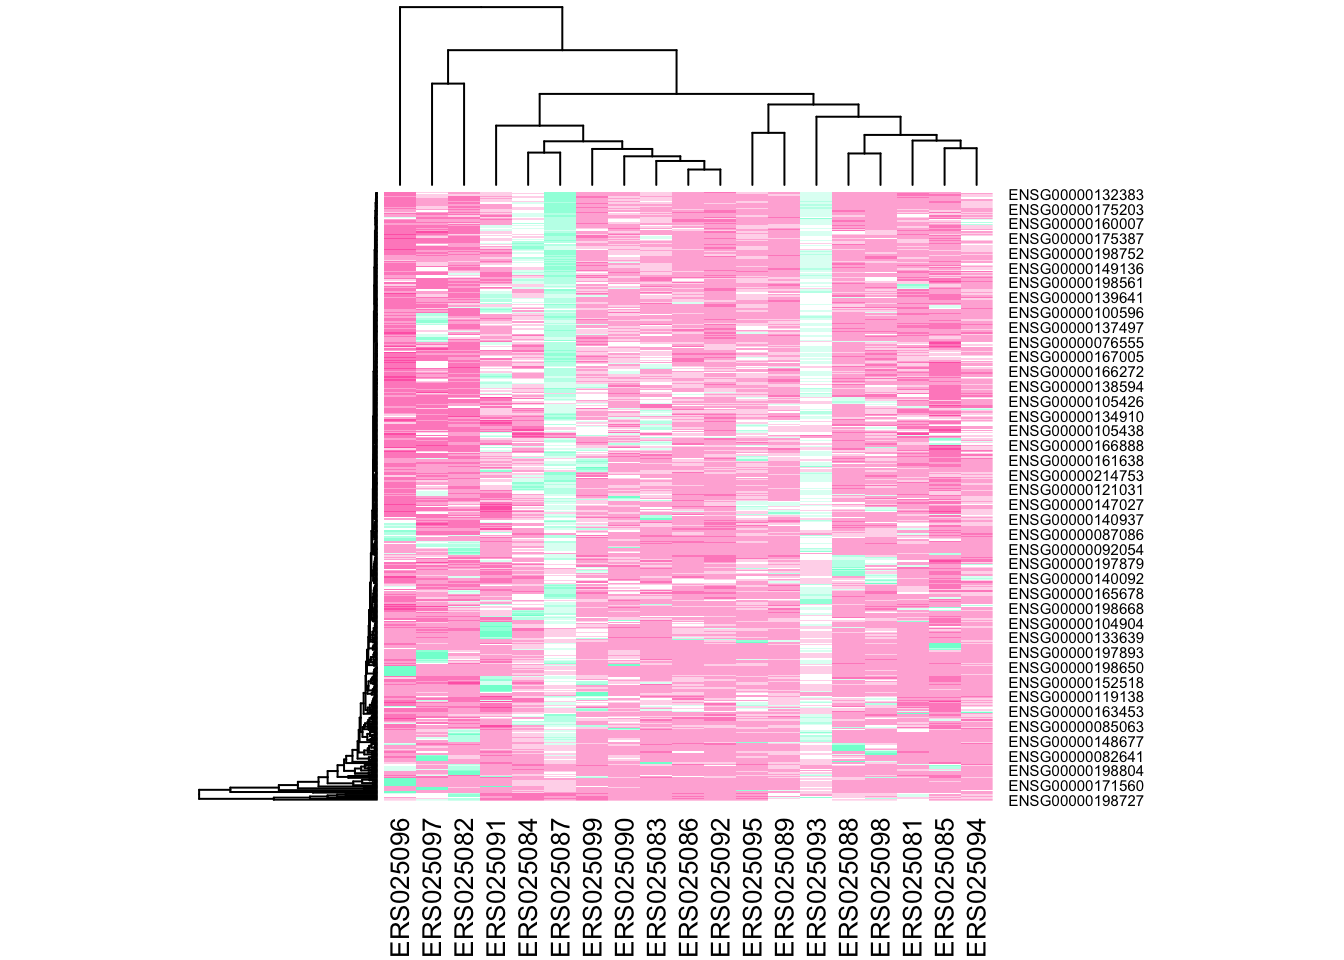 ENSG00000132383
ENSG00000175203
ENSG00000160007
ENSG00000175387
ENSG00000198752
ENSG00000149136
ENSG00000198561
ENSG00000139641
ENSG00000100596
ENSG00000137497
ENSG00000076555
ENSG00000167005
ENSG00000166272
ENSG00000138594
ENSG00000105426
ENSG00000134910
ENSG00000105438
ENSG00000166888
ENSG00000161638
ENSG00000214753
ENSG00000121031
ENSG00000147027
ENSG00000140937
ENSG00000087086
ENSG00000092054
ENSG00000197879
ENSG00000140092
ENSG00000165678
ENSG00000198668
ENSG00000104904
ENSG00000133639
ENSG00000197893
ENSG00000198650
ENSG00000152518
ENSG00000119138
ENSG00000163453
ENSG00000085063
ENSG00000148677
ENSG00000082641
ENSG00000198804
ENSG00000171560
ENSG00000198727
ERS025096
ERS025097
ERS025082
ERS025091
ERS025084
ERS025087
ERS025099
ERS025090
ERS025083
ERS025086
ERS025092
ERS025095
ERS025089
ERS025093
ERS025088
ERS025098
ERS025081
ERS025085
ERS025094